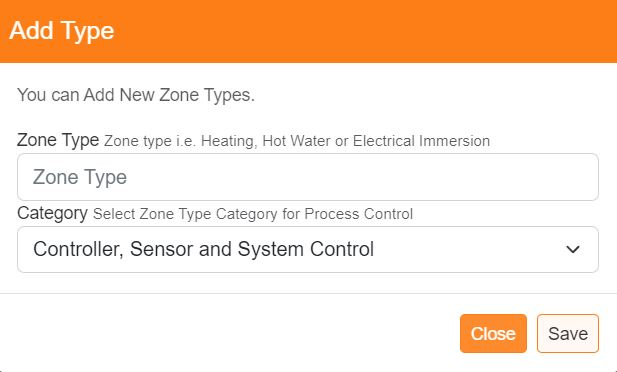 Add Type
You can Add New Zone Types.
Zone Type Zone type i.e. Heating, Hot Water or Electrical Immersion
Zone Type
Category Select Zone Type Category for Process Control
Controller, Sensor and System Control
Close Save